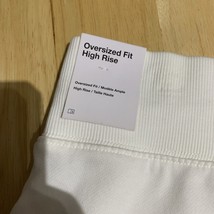 Oversized Fit
High Rise
Oversized Fit / Modèle Ample
High Rise / Taille Haute